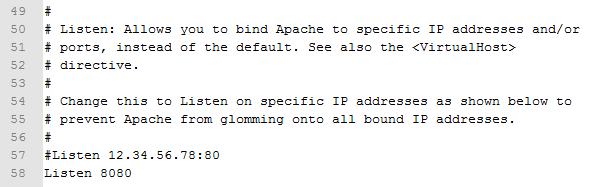 49 #
50 # Listen: Allows you to bind Apache to specific IP addresses and/or
51 # ports, instead of the default. See also the <VirtualHost>
52 # directive.
53 #
54 # Change this to Listen on specific IP addresses as shown below to
55 # prevent Apache from glomming onto all bound IP addresses.
56 #
57 #Listen 12.34.56.78:80
58 Listen 8080